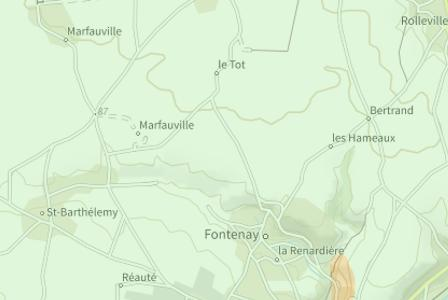 Rolleville
Marfauville
le Tot
87
Bertrand
Marfauville
les Hameaux
St-Barthélemy
Fontenay
la Renardière
Réauté